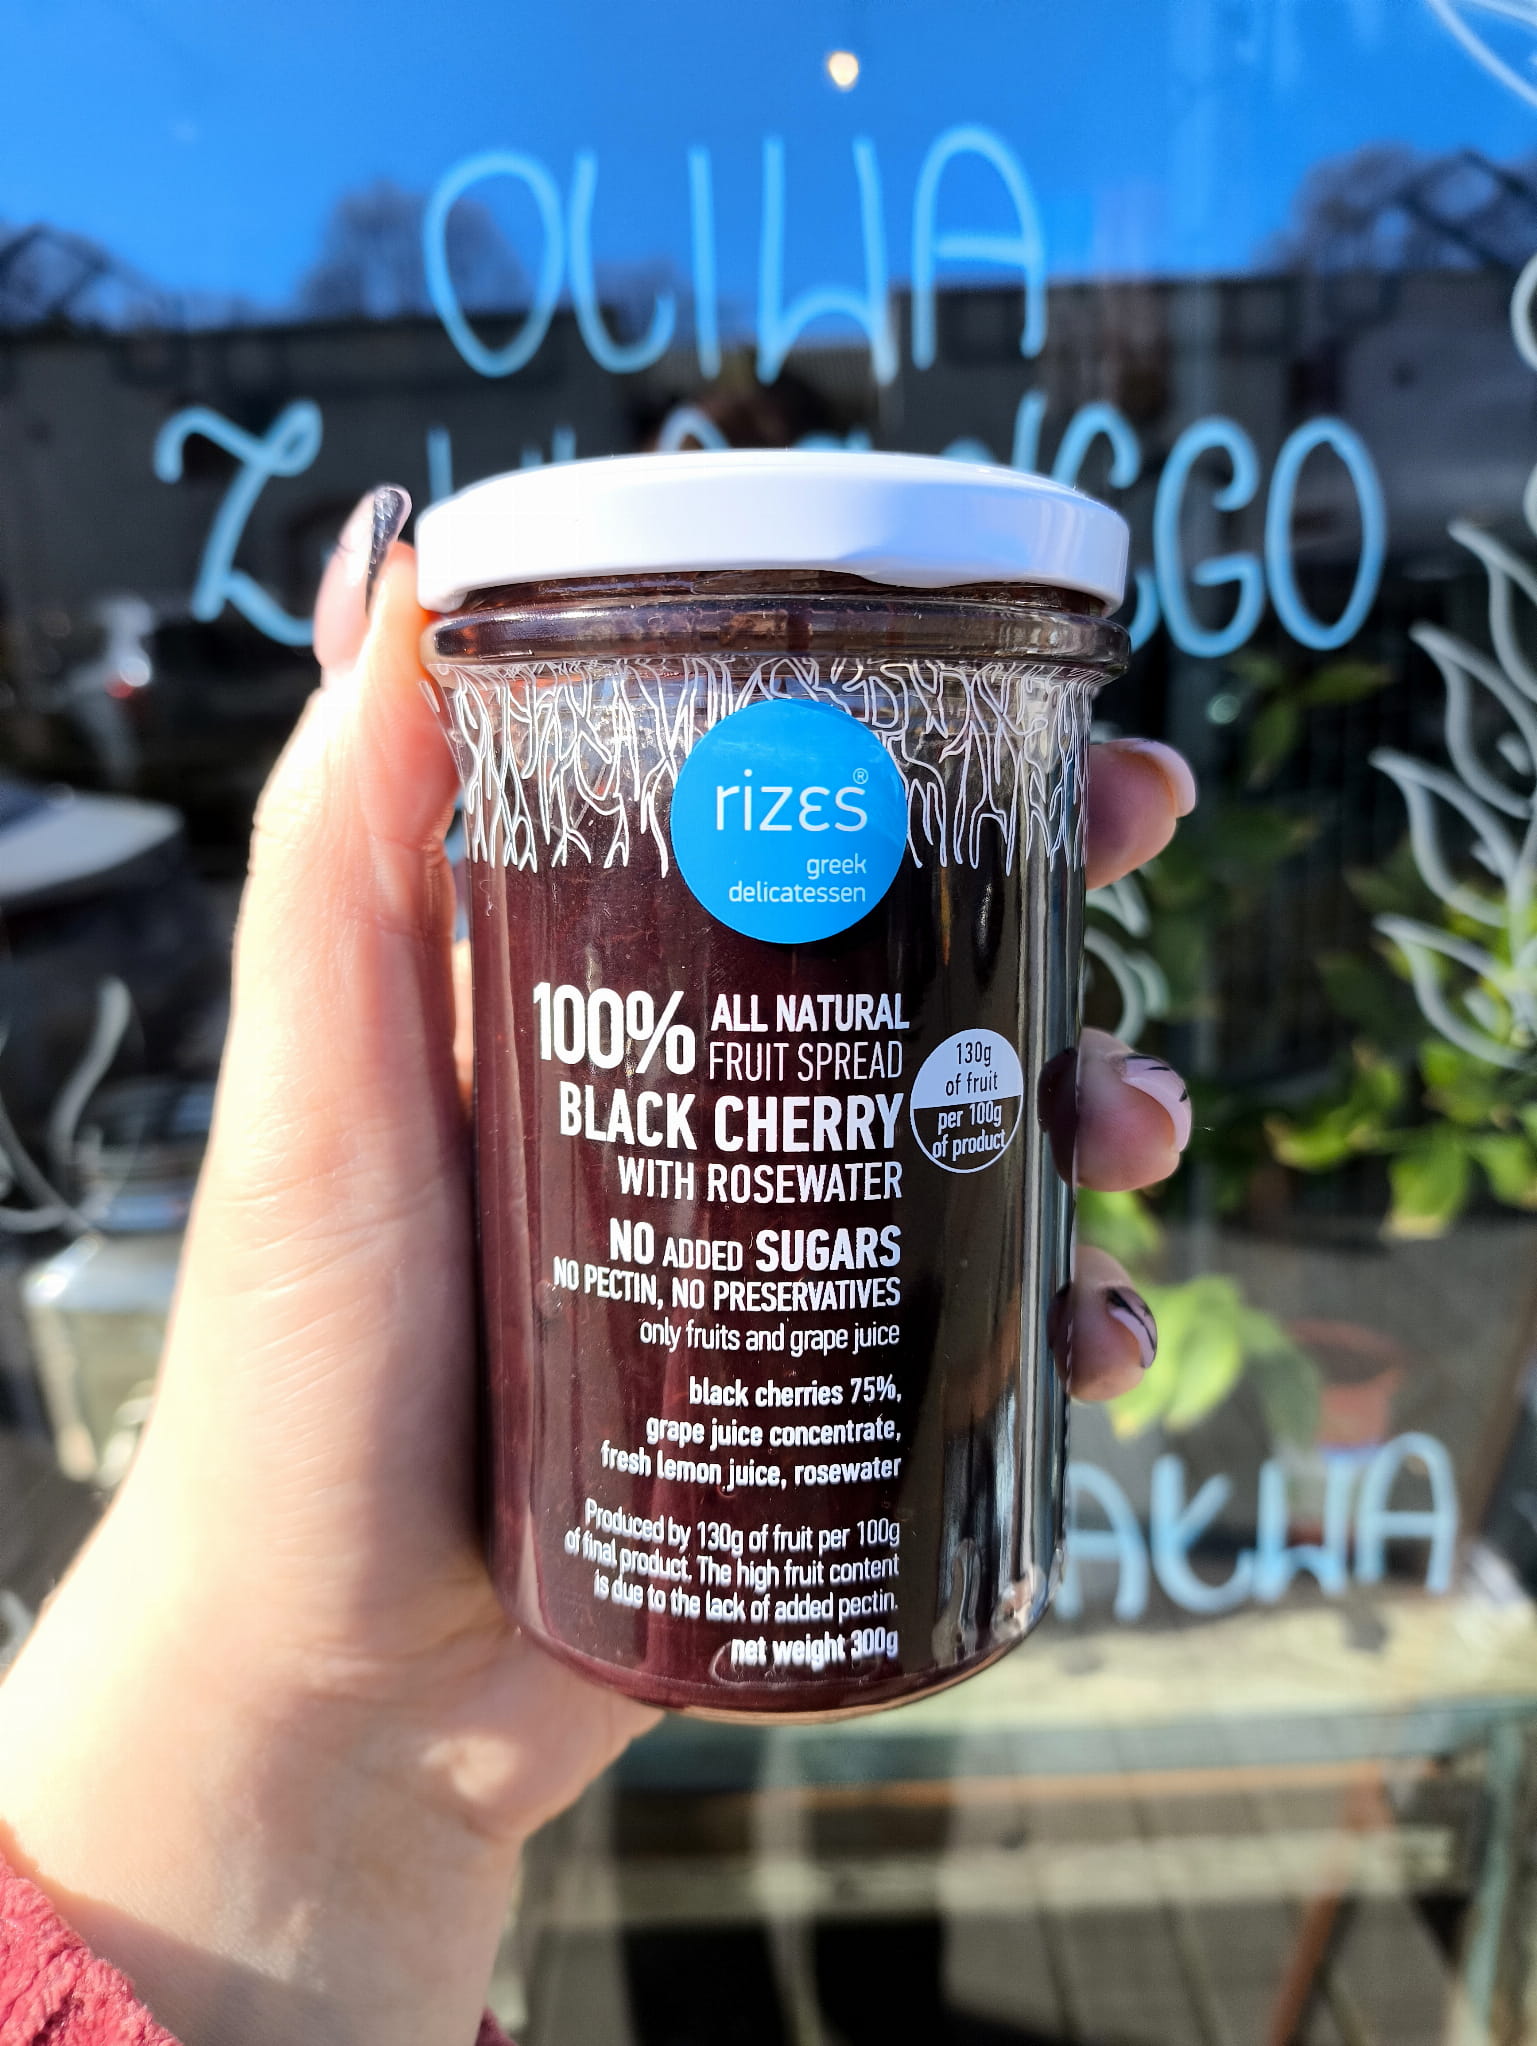 OLIWA
Z
GO
rizεs®
greek
delicatessen
100% ALL NATURAL
FRUIT SPREAD
BLACK CHERRY
WITH ROSEWATER
130g
of fruit
per 100g
of product
NO ADDED SUGARS
NO PECTIN, NO PRESERVATIVES
only fruits and grape juice
black cherries 75%,
grape juice concentrate,
fresh lemon juice, rosewater
Produced by 130g of fruit per 100g
of final product. The high fruit content
is due to the lack of added pectin.
net weight 300g